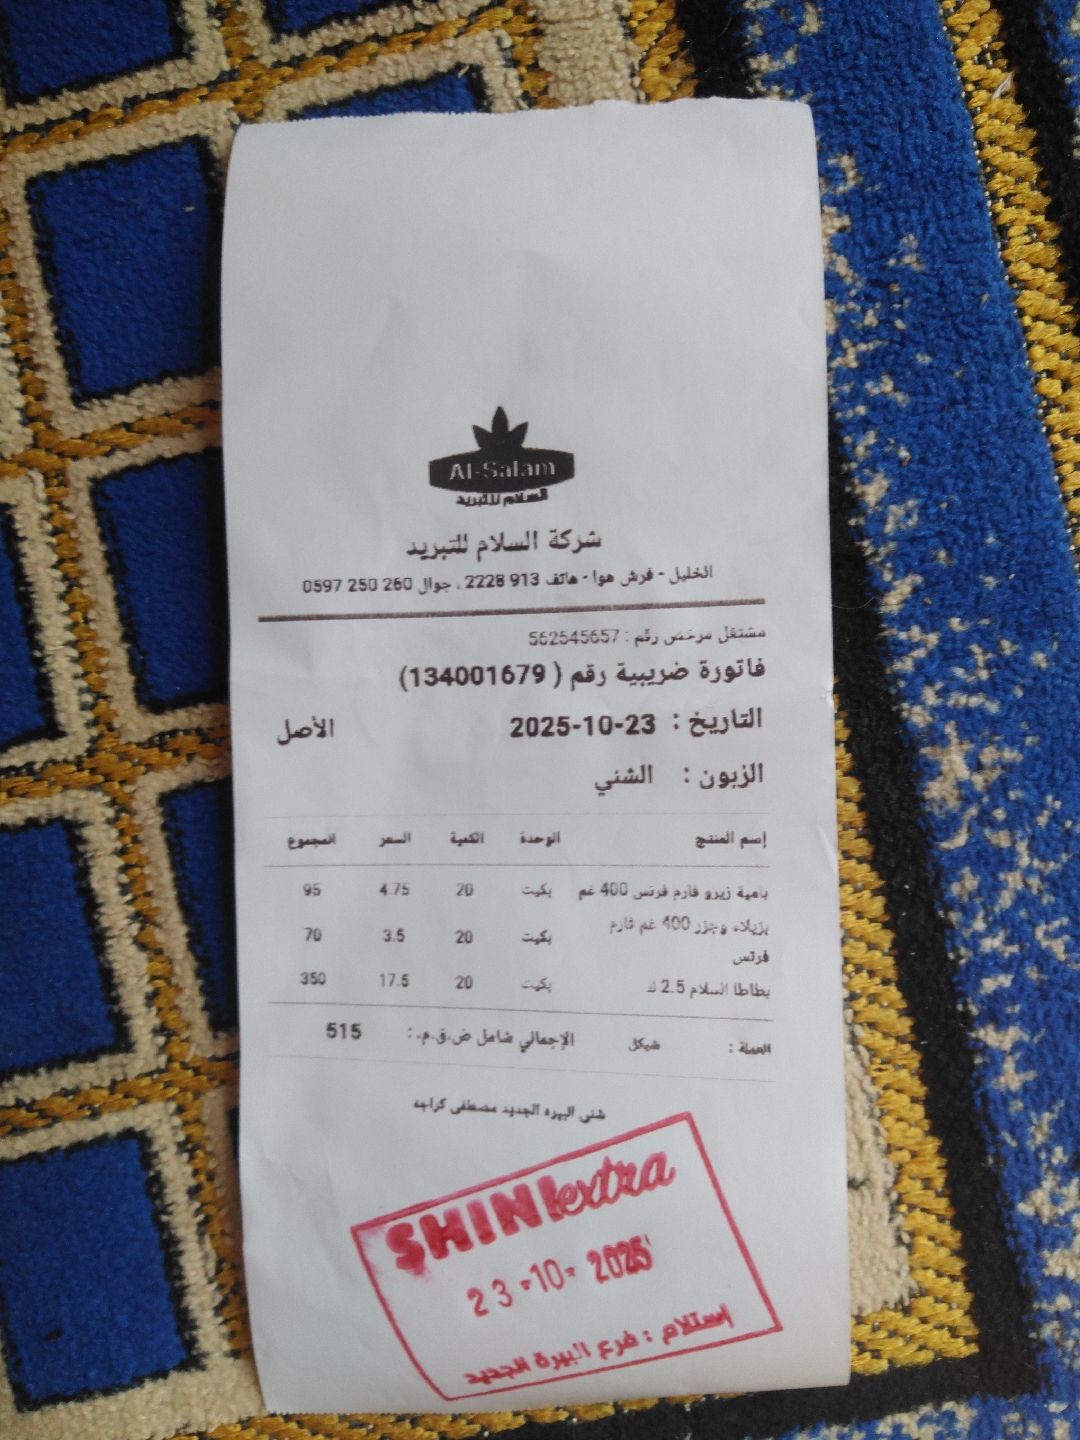 Al-Salam
السلام للتبريد
شركة السلام للتبريد
الخليل - فرش هوا - هاتف 913 2228 ، جوال 260 250 0597
مشتغل مرخص رقم : 562545657
فاتورة ضريبية رقم ( 134001679)
التاريخ : 2025-10-23 الأصل
الزبون : الشني
إسم المنتج الوحدة الكمية السعر المجموع
بامية زيرو فارم فرتس 400 غم بكيت 20 4.75 95
بزيلاء وجزر 400 غم فارم بكيت 20 3.5 70
فرتس
بطاطا السلام 2.5 ك بكيت 20 17.5 350
العملة : شيكل الإجمالي شامل ض.ق.م. : 515
شني البيره الجديد مصطفى كراجه
SHINI extra
23-10-2025
إستلام : فرع البيرة الجديد